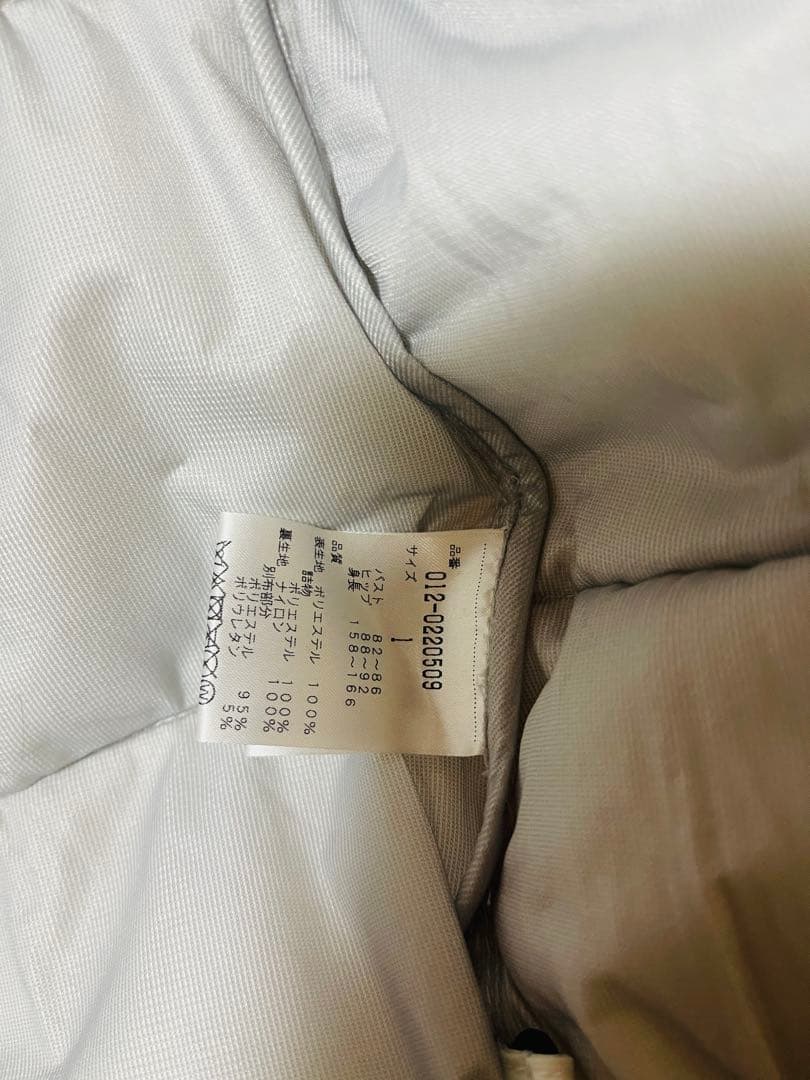 品番
012-0220509
サイズ 1
バスト 82～86
ヒップ 88～92
身長 158～166
品質
表生地 ポリエステル 100%
詰物 ポリエステル 100%
裏生地 ナイロン 100%
別布部分
ポリエステル 95%
ポリウレタン 5%